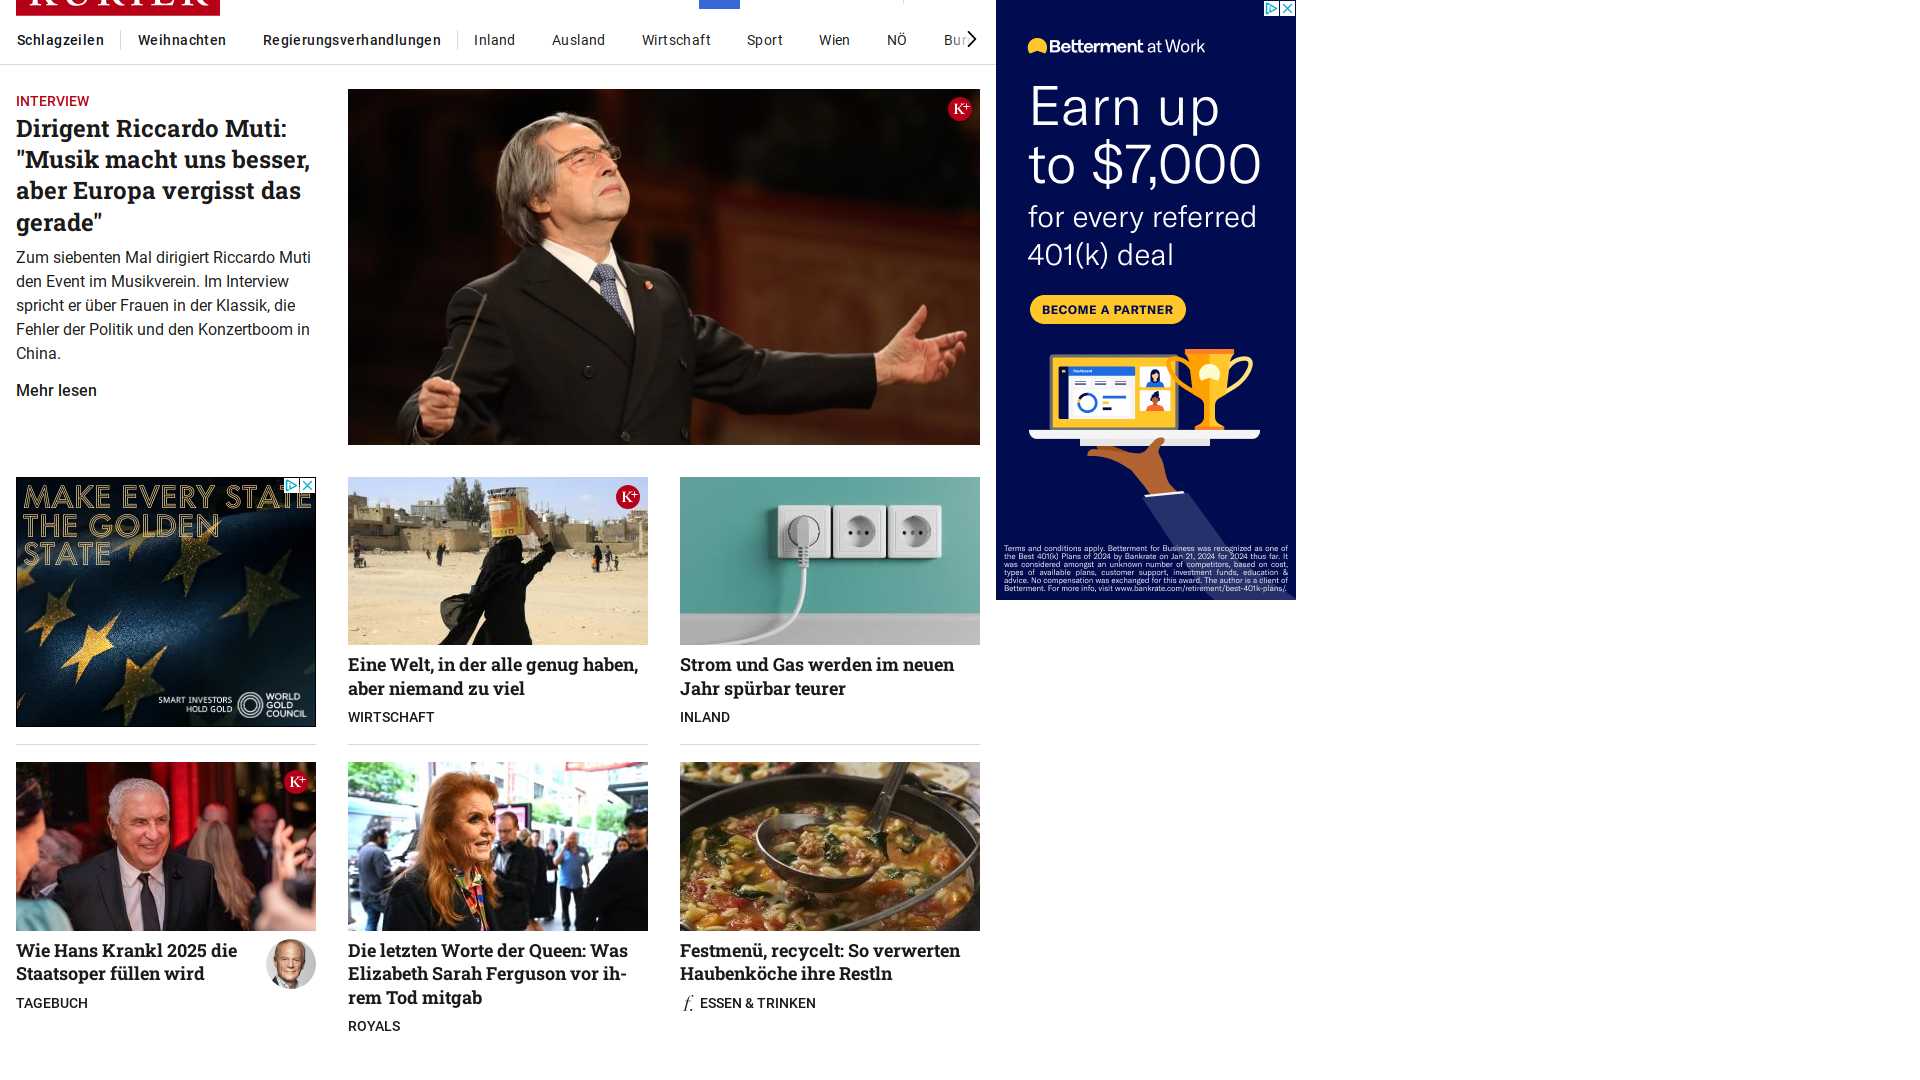 KURIER
Schlagzeilen
Weihnachten
Regierungsverhandlungen
Inland
Ausland
Wirtschaft
Sport
Wien
NÖ
INTERVIEW
Dirigent Riccardo Muti:
"Musik macht uns besser,
aber Europa vergisst das
gerade"
Zum siebenten Mal dirigiert Riccardo Muti
den Event im Musikverein. Im Interview
spricht er über Frauen in der Klassik, die
Fehler der Politik und den Konzertboom in
China.
Mehr lesen
K+
MAKE EVERY STATE
THE GOLDEN
STATE
SMART INVESTORS
HOLD GOLD
WORLD
GOLD
COUNCIL
K+
Eine Welt, in der alle genug haben,
aber niemand zu viel
WIRTSCHAFT
Strom und Gas werden im neuen
Jahr spürbar teurer
INLAND
K+
Wie Hans Krankl 2025 die
Staatsoper füllen wird
TAGEBUCH
Die letzten Worte der Queen: Was
Elizabeth Sarah Ferguson vor ih-
rem Tod mitgab
ROYALS
Festmenü, recycelt: So verwerten
Haubenköche ihre Restln
f. ESSEN & TRINKEN
Betterment at Work
Earn up
to $7,000
for every referred
401(k) deal
BECOME A PARTNER
Dashboard
Terms and conditions apply. Betterment for Business was recognized as one of
the Best 401(k) Plans of 2024 by Bankrate on Jan 21, 2024 for 2024 thus far. It
was considered amongst an unknown number of competitors, based on cost,
types of available plans, customer support, investment funds, education &
advice. No compensation was exchanged for this award. The author is a client of
Betterment. For more info, visit www.bankrate.com/retirement/best-401k-plans/.